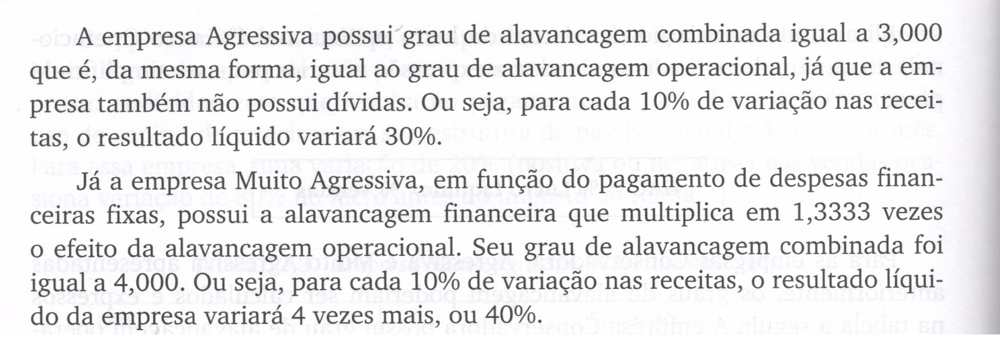 A empresa Agressiva possui grau de alavancagem combinada igual a 3,000
que é, da mesma forma, igual ao grau de alavancagem operacional, já que a em-
presa também não possui dívidas. Ou seja, para cada 10% de variação nas recei-
tas, o resultado líquido variará 30%.
Já a empresa Muito Agressiva, em função do pagamento de despesas finan-
ceiras fixas, possui a alavancagem financeira que multiplica em 1,3333 vezes
o efeito da alavancagem operacional. Seu grau de alavancagem combinada foi
igual a 4,000. Ou seja, para cada 10% de variação nas receitas, o resultado líqui-
do da empresa variará 4 vezes mais, ou 40%.